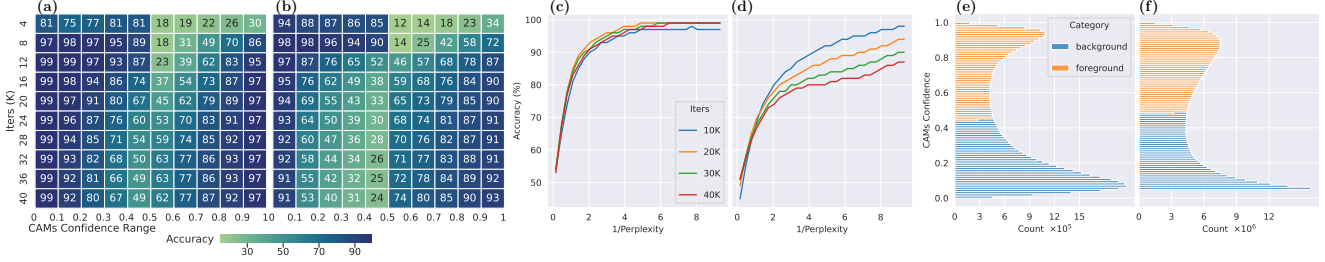 (a) (b) (c) (d) (e) (f)
4 81 75 77 81 81 18 19 22 26 30 94 88 87 86 85 12 14 18 23 34
8 97 98 97 95 89 18 31 49 70 86 98 98 96 94 90 14 25 42 58 72
12 99 98 96 93 87 23 39 62 83 95 97 87 76 65 52 46 57 68 78 87
16 99 98 94 86 74 37 54 73 87 97 95 76 62 49 38 59 68 76 84 90
20 99 97 91 80 67 45 62 79 89 97 94 69 55 43 33 65 72 79 85 90
24 99 96 87 76 60 53 70 83 91 97 93 64 50 39 30 68 74 81 87 91
28 99 94 85 71 54 59 74 85 92 97 92 60 47 36 28 70 76 82 87 91
32 99 93 82 68 50 63 77 86 93 97 92 58 44 34 26 71 77 83 88 91
36 99 93 81 66 49 63 77 86 93 97 91 55 42 32 25 72 78 84 89 92
40 99 92 80 67 49 62 77 86 92 97 91 53 40 31 24 74 80 85 90 93
Iters (K)
0 0.1 0.2 0.3 0.4 0.5 0.6 0.7 0.8 0.9 1 0 0.1 0.2 0.3 0.4 0.5 0.6 0.7 0.8 0.9 1
CAMs Confidence Range
Accuracy
30 50 70 90
Accuracy (%)
100
90
80
70
60
50
2 4 6 8
1/Perplexity
Iters
10K
20K
30K
40K
2 4 6 8
1/Perplexity
CAMs Confidence
1.0
0.8
0.6
0.4
0.2
0.0
0 3 6 9 12 15
Count ×10⁵
Category
background
foreground
0 3 6 9 12
Count ×10⁶